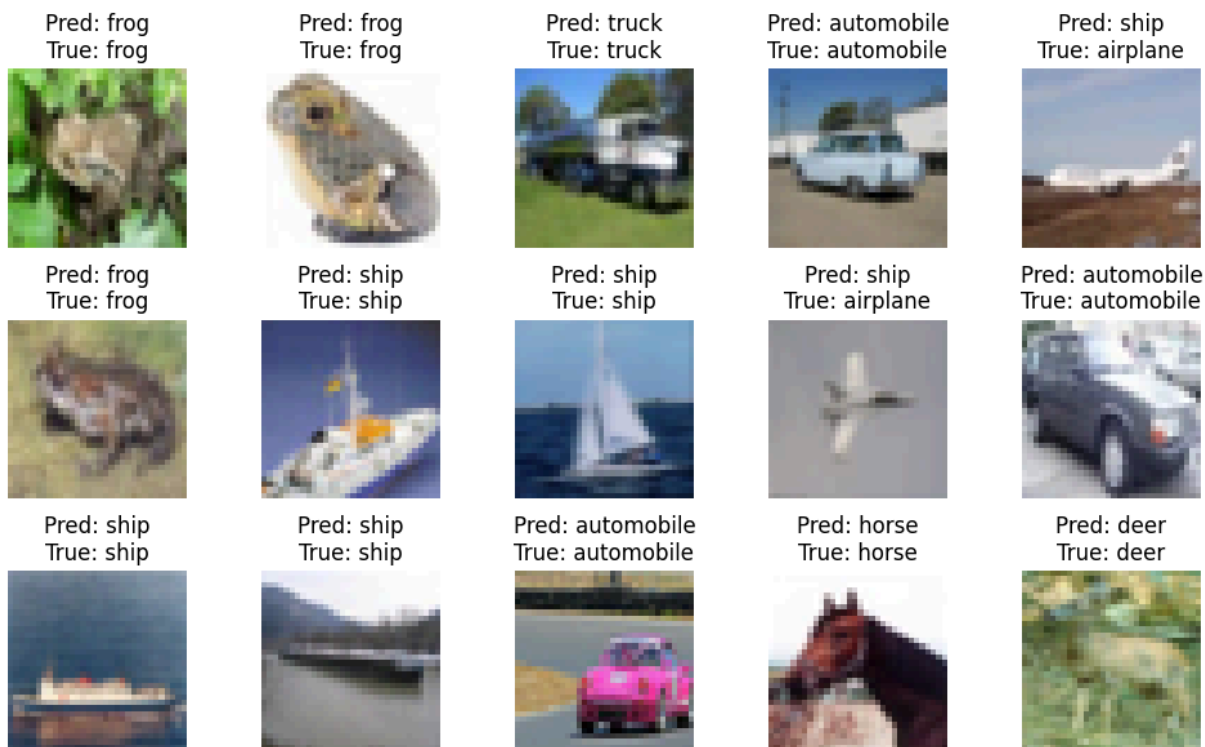 Pred: frog
True: frog
Pred: frog
True: frog
Pred: truck
True: truck
Pred: automobile
True: automobile
Pred: ship
True: airplane
Pred: frog
True: frog
Pred: ship
True: ship
Pred: ship
True: ship
Pred: ship
True: airplane
Pred: automobile
True: automobile
Pred: ship
True: ship
Pred: ship
True: ship
Pred: automobile
True: automobile
Pred: horse
True: horse
Pred: deer
True: deer